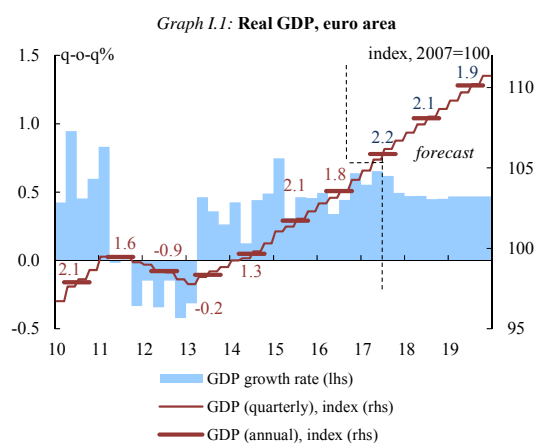 Graph I.1: Real GDP, euro area
q-o-q%
index, 2007=100
1.5
1.0
0.5
0.0
-0.5
110
105
100
95
2.1
1.6
-0.9
-0.2
1.3
2.1
1.8
2.2
2.1
1.9
forecast
10 11 12 13 14 15 16 17 18 19
GDP growth rate (lhs)
GDP (quarterly), index (rhs)
GDP (annual), index (rhs)